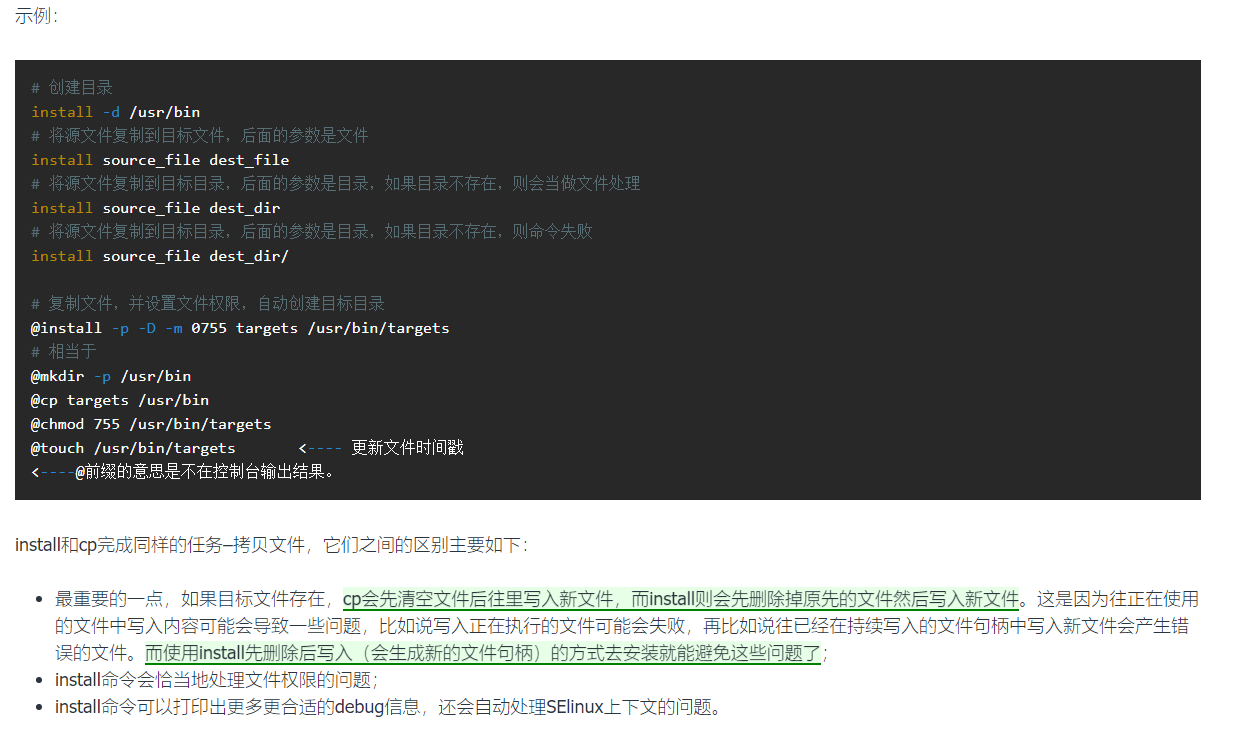 示例：
# 创建目录
install -d /usr/bin
# 将源文件复制到目标文件，后面的参数是文件
install source_file dest_file
# 将源文件复制到目标目录，后面的参数是目录，如果目录不存在，则会当做文件处理
install source_file dest_dir
# 将源文件复制到目标目录，后面的参数是目录，如果目录不存在，则命令失败
install source_file dest_dir/
# 复制文件，并设置文件权限，自动创建目标目录
@install -p -D -m 0755 targets /usr/bin/targets
# 相当于
@mkdir -p /usr/bin
@cp targets /usr/bin
@chmod 755 /usr/bin/targets
@touch /usr/bin/targets       <---- 更新文件时间戳
<----@前缀的意思是不在控制台输出结果。
install和cp完成同样的任务–拷贝文件，它们之间的区别主要如下：
• 最重要的一点，如果目标文件存在，cp会先清空文件后往里写入新文件，而install则会先删除掉原先的文件然后写入新文件。这是因为往正在使用
的文件中写入内容可能会导致一些问题，比如说写入正在执行的文件可能会失败，再比如说往已经在持续写入的文件句柄中写入新文件会产生错
误的文件。而使用install先删除后写入（会生成新的文件句柄）的方式去安装就能避免这些问题了；
• install命令会恰当地处理文件权限的问题；
• install命令可以打印出更多更合适的debug信息，还会自动处理SElinux上下文的问题。